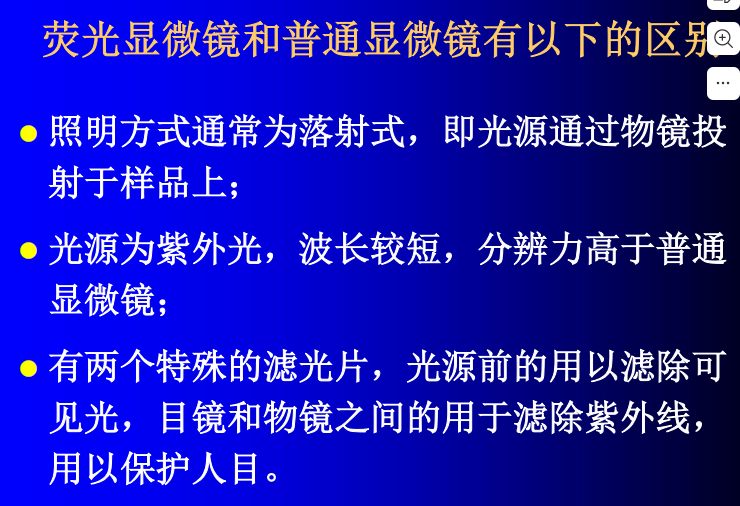 荧光显微镜和普通显微镜有以下的区别
照明方式通常为落射式，即光源通过物镜投
射于样品上；
光源为紫外光，波长较短，分辨力高于普通
显微镜；
有两个特殊的滤光片，光源前的用以滤除可
见光，目镜和物镜之间的用于滤除紫外线，
用以保护人目。